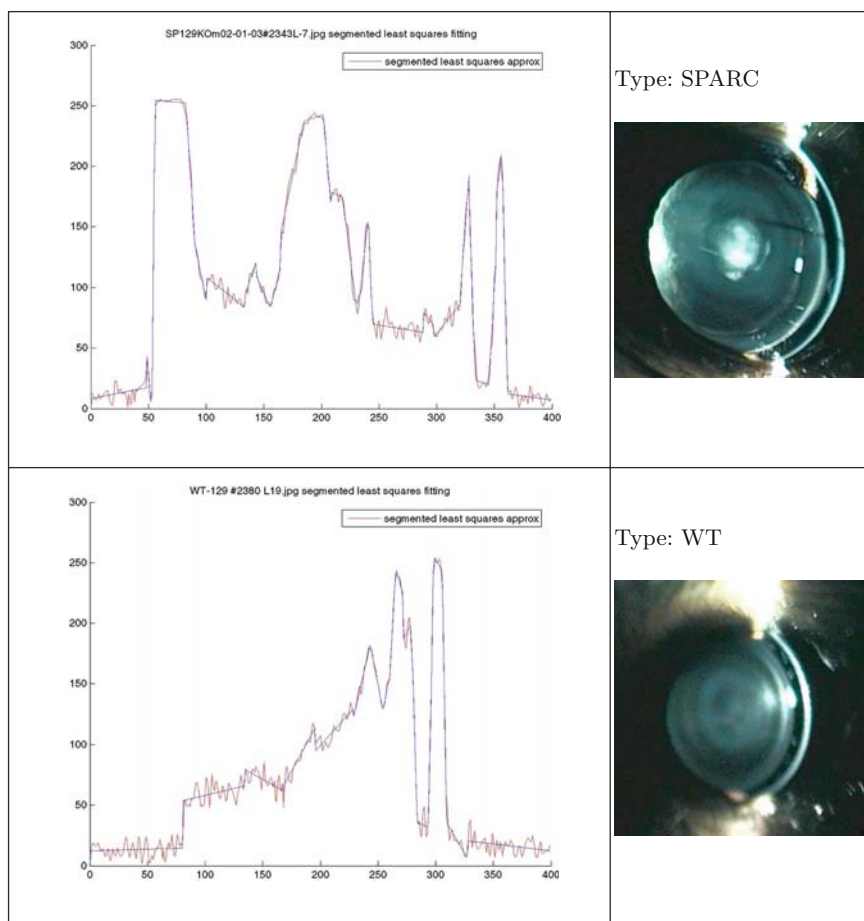 SP129KOm02-01-03#2343L-7.jpg segmented least squares fitting
segmented least squares approx
300
250
200
150
100
50
0
0 50 100 150 200 250 300 350 400
Type: SPARC
WT-129 #2380 L19.jpg segmented least squares fitting
segmented least squares approx
300
250
200
150
100
50
0
0 50 100 150 200 250 300 350 400
Type: WT